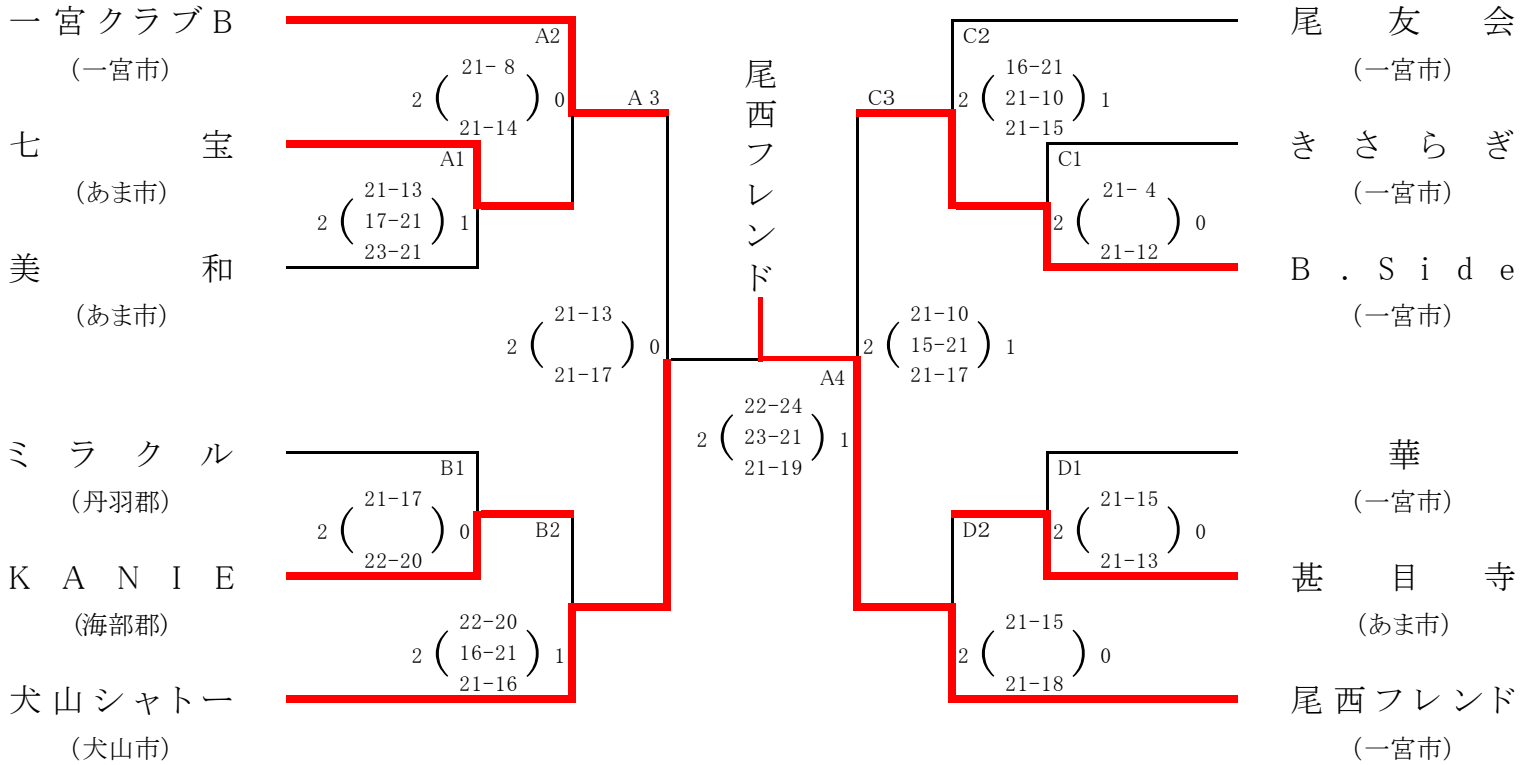 一宮クラブB
(一宮市)
A2
21- 8
2 ( ) 0
21-14
A 3
七宝
(あま市)
A1
21-13
2 ( 17-21 ) 1
23-21
美和
(あま市)
21-13
2 ( ) 0
21-17
ミラクル
(丹羽郡)
B1
21-17
2 ( ) 0
22-20
B2
KANIE
(海部郡)
22-20
2 ( 16-21 ) 1
21-16
犬山シャトー
(犬山市)
尾西フレンド
A4
22-24
2 ( 23-21 ) 1
21-19
尾友会
(一宮市)
C2
16-21
2 ( 21-10 ) 1
21-15
C3
きさらぎ
(一宮市)
C1
21- 4
2 ( ) 0
21-12
B.Side
(一宮市)
21-10
2 ( 15-21 ) 1
21-17
華
(一宮市)
D1
21-15
2 ( ) 0
21-13
D2
甚目寺
(あま市)
21-15
2 ( ) 0
21-18
尾西フレンド
(一宮市)